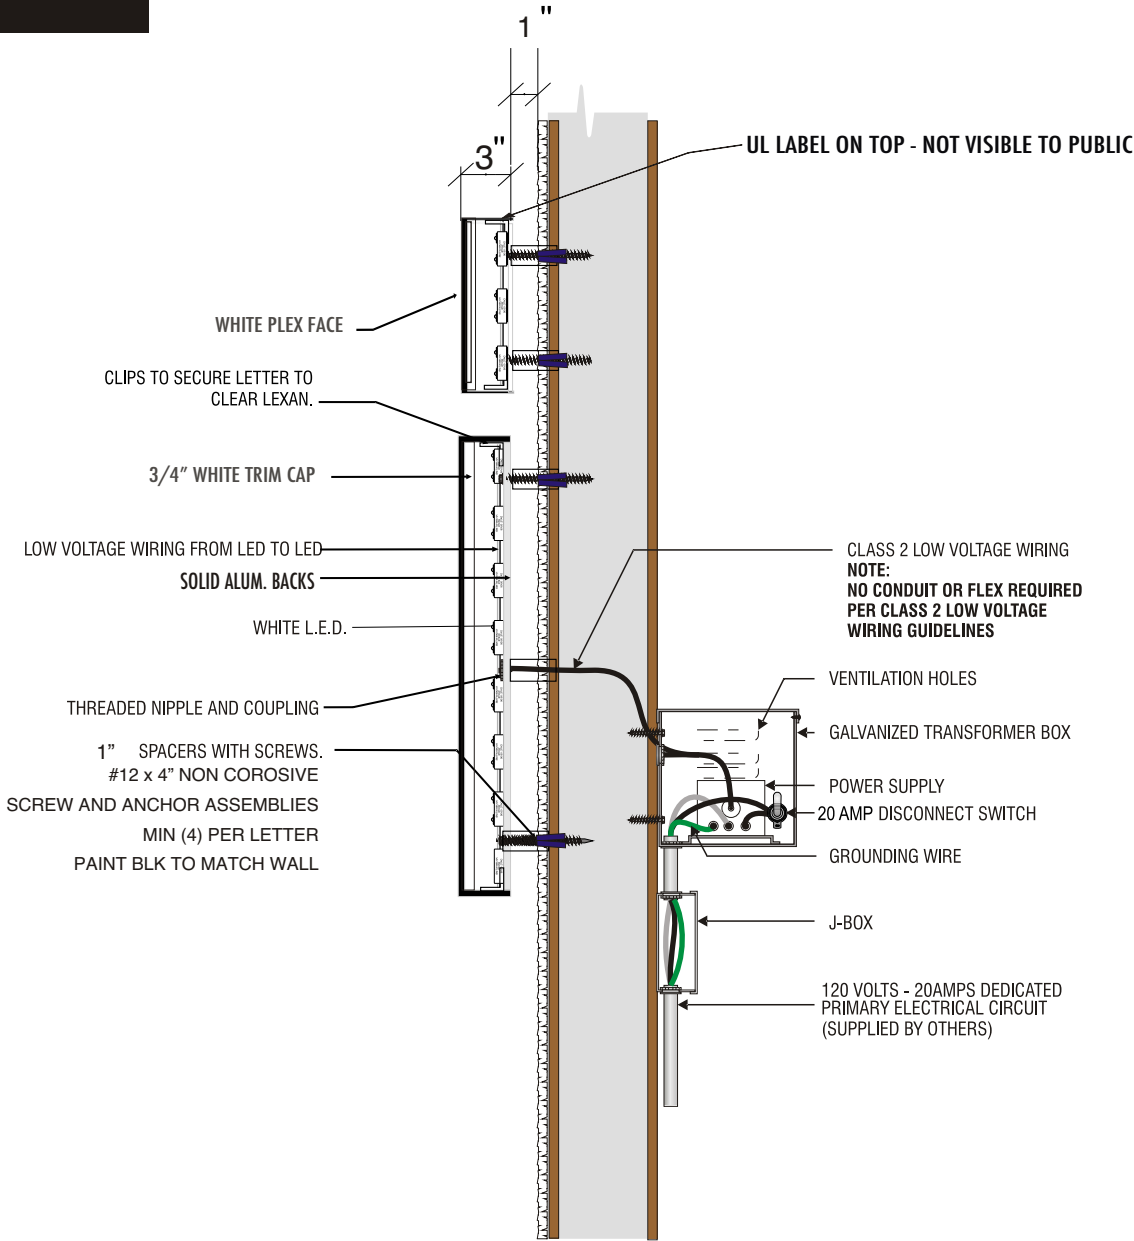 1"
3"
UL LABEL ON TOP - NOT VISIBLE TO PUBLIC
WHITE PLEX FACE
CLIPS TO SECURE LETTER TO
CLEAR LEXAN.
3/4" WHITE TRIM CAP
LOW VOLTAGE WIRING FROM LED TO LED
SOLID ALUM. BACKS
WHITE L.E.D.
THREADED NIPPLE AND COUPLING
1" SPACERS WITH SCREWS.
#12 x 4" NON COROSIVE
SCREW AND ANCHOR ASSEMBLIES
MIN (4) PER LETTER
PAINT BLK TO MATCH WALL
CLASS 2 LOW VOLTAGE WIRING
NOTE:
NO CONDUIT OR FLEX REQUIRED
PER CLASS 2 LOW VOLTAGE
WIRING GUIDELINES
VENTILATION HOLES
GALVANIZED TRANSFORMER BOX
POWER SUPPLY
20 AMP DISCONNECT SWITCH
GROUNDING WIRE
J-BOX
120 VOLTS - 20AMPS DEDICATED
PRIMARY ELECTRICAL CIRCUIT
(SUPPLIED BY OTHERS)